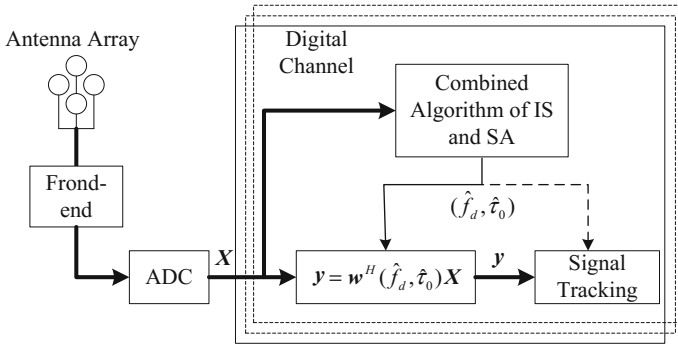 Antenna Array
Digital
Channel
Combined
Algorithm of IS
and SA
Frond-
end
(f̂_d, τ̂_0)
X
ADC
y = w^H (f̂_d, τ̂_0) X
y
Signal
Tracking